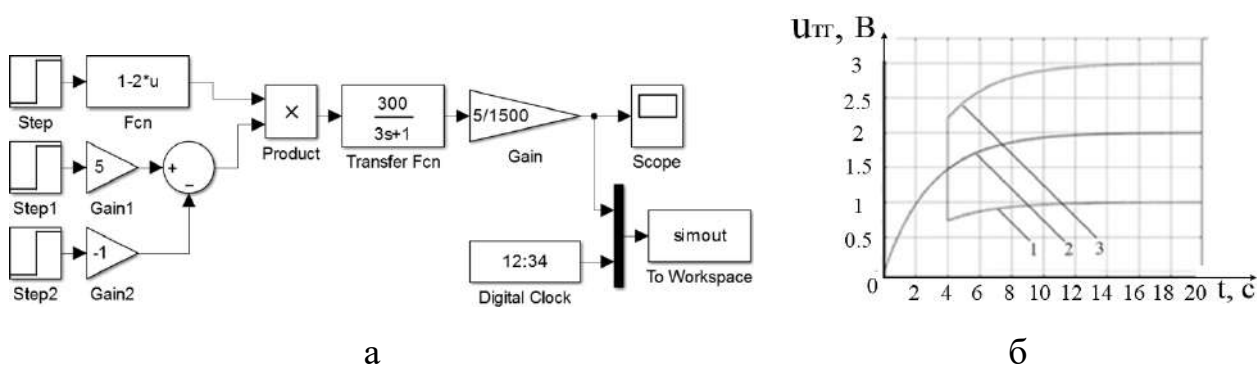 Step
1-2*u
Fcn
×
Product
300
3s+1
Transfer Fcn
5/1500
Gain
Scope
Step1
5
Gain1
+
−
Step2
-1
Gain2
12:34
Digital Clock
simout
To Workspace
а
uтг, В
3
2.5
2
1.5
1
0.5
0
1
2
3
2 4 6 8 10 12 14 16 18 20 t, с
б